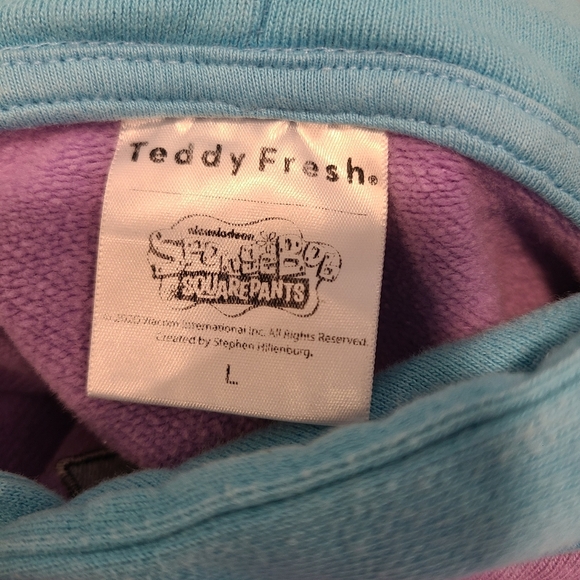 Teddy Fresh®
nickelodeon
SPONGEBOB
SQUAREPANTS
© 2020 Viacom International Inc. All Rights Reserved.
Created by Stephen Hillenburg.
L